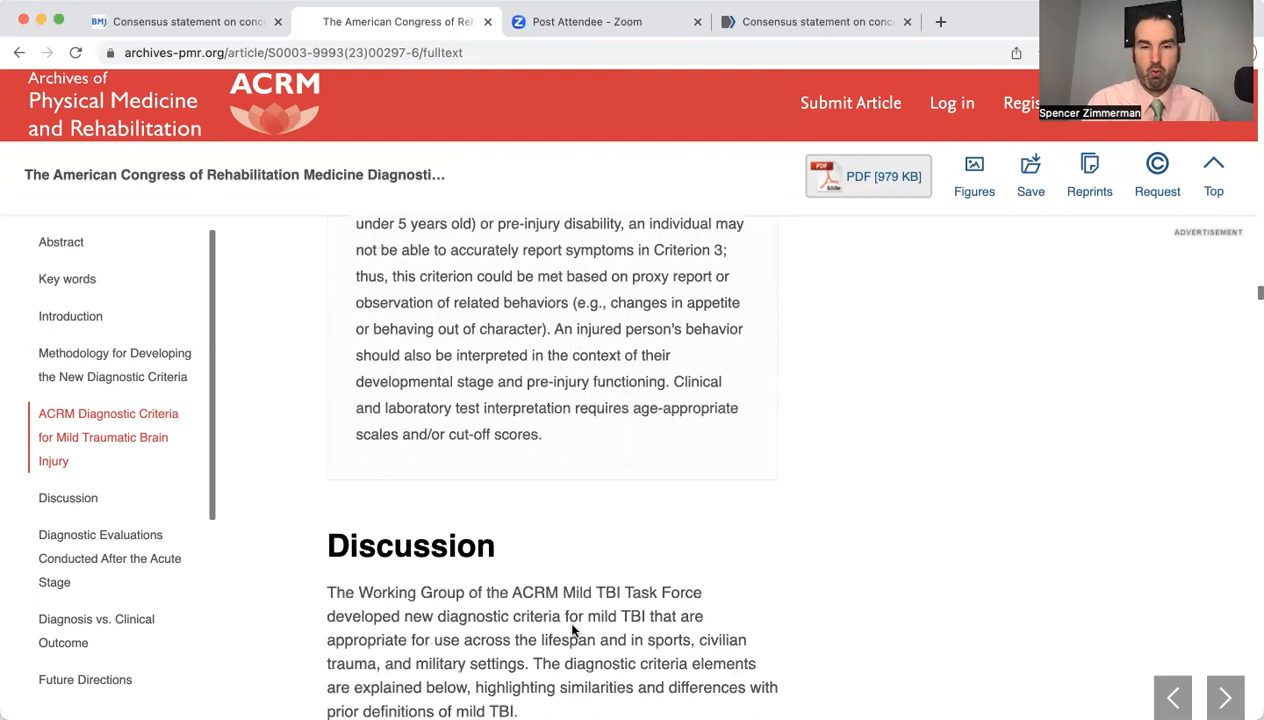 BMJ Consensus statement on conc
The American Congress of Reh
Post Attendee - Zoom
Consensus statement on conc
archives-pmr.org/article/S0003-9993(23)00297-6/fulltext
Archives of
Physical Medicine
and Rehabilitation
ACRM
Submit Article
Log in
Regis
Spencer Zimmerman
The American Congress of Rehabilitation Medicine Diagnosti...
PDF
Adobe
PDF [979 KB]
Figures
Save
Reprints
Request
Top
Abstract
Key words
Introduction
Methodology for Developing
the New Diagnostic Criteria
ACRM Diagnostic Criteria
for Mild Traumatic Brain
Injury
Discussion
Diagnostic Evaluations
Conducted After the Acute
Stage
Diagnosis vs. Clinical
Outcome
Future Directions
under 5 years old) or pre-injury disability, an individual may
not be able to accurately report symptoms in Criterion 3;
thus, this criterion could be met based on proxy report or
observation of related behaviors (e.g., changes in appetite
or behaving out of character). An injured person's behavior
should also be interpreted in the context of their
developmental stage and pre-injury functioning. Clinical
and laboratory test interpretation requires age-appropriate
scales and/or cut-off scores.
Discussion
The Working Group of the ACRM Mild TBI Task Force
developed new diagnostic criteria for mild TBI that are
appropriate for use across the lifespan and in sports, civilian
trauma, and military settings. The diagnostic criteria elements
are explained below, highlighting similarities and differences with
prior definitions of mild TBI.
ADVERTISEMENT